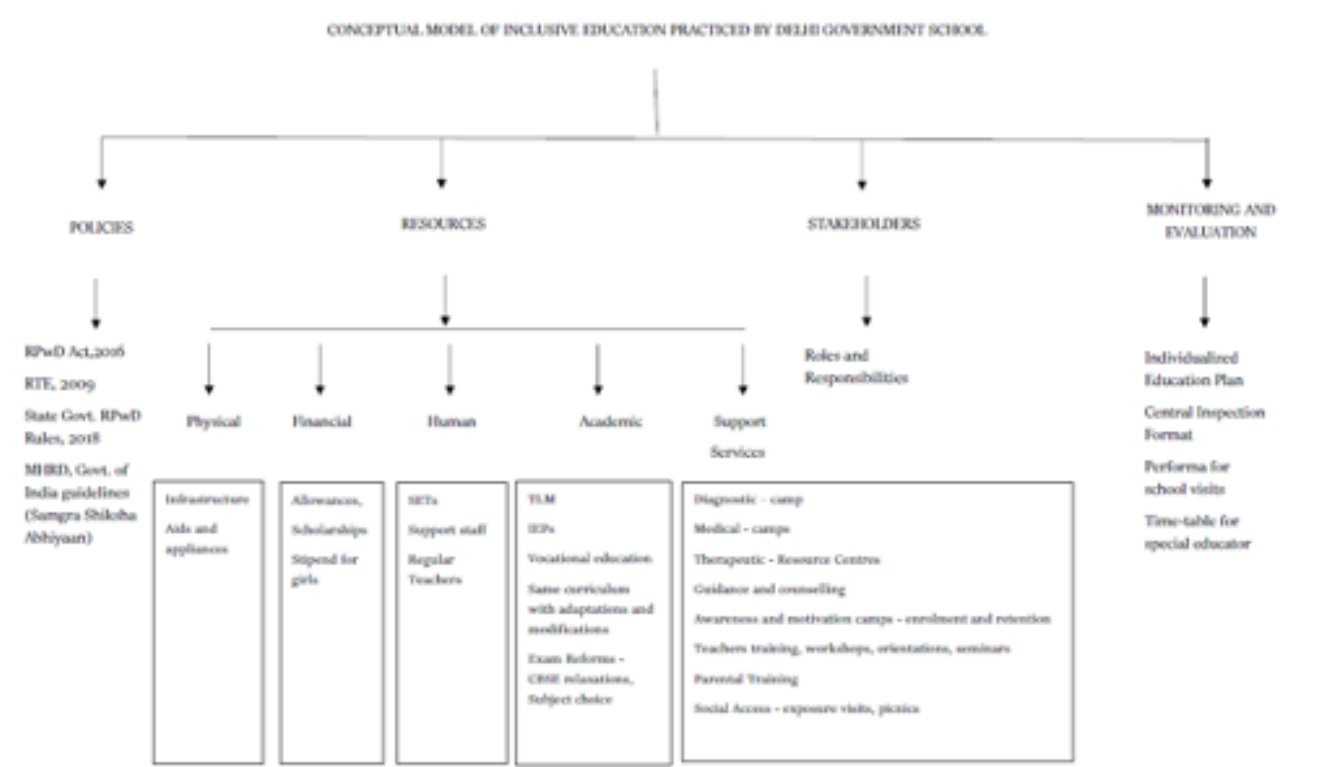 CONCEPTUAL MODEL OF INCLUSIVE EDUCATION PRACTICED BY DELHI GOVERNMENT SCHOOL
POLICIES
RPwD Act,2016
RTE, 2009
State Govt. RPwD
Rules, 2018
MHRD, Govt. of
India guidelines
(Samgra Shiksha
Abhiyaan)
RESOURCES
Physical
Infrastructure
Aids and
appliances
Financial
Allowances,
Scholarships
Stipend for
girls
Human
SETs
Support staff
Regular
Teachers
Academic
TLM
IEPs
Vocational education
Same curriculum
with adaptations and
modifications
Exam Reforms -
CBSE relaxations,
Subject choice
Support
Services
Diagnostic - camp
Medical - camps
Therapeutic - Resource Centres
Guidance and counselling
Awareness and motivation camps - enrolment and retention
Teachers training, workshops, orientations, seminars
Parental Training
Social Access - exposure visits, picnics
STAKEHOLDERS
Roles and
Responsibilities
MONITORING AND
EVALUATION
Individualized
Education Plan
Central Inspection
Format
Performa for
school visits
Time-table for
special educator